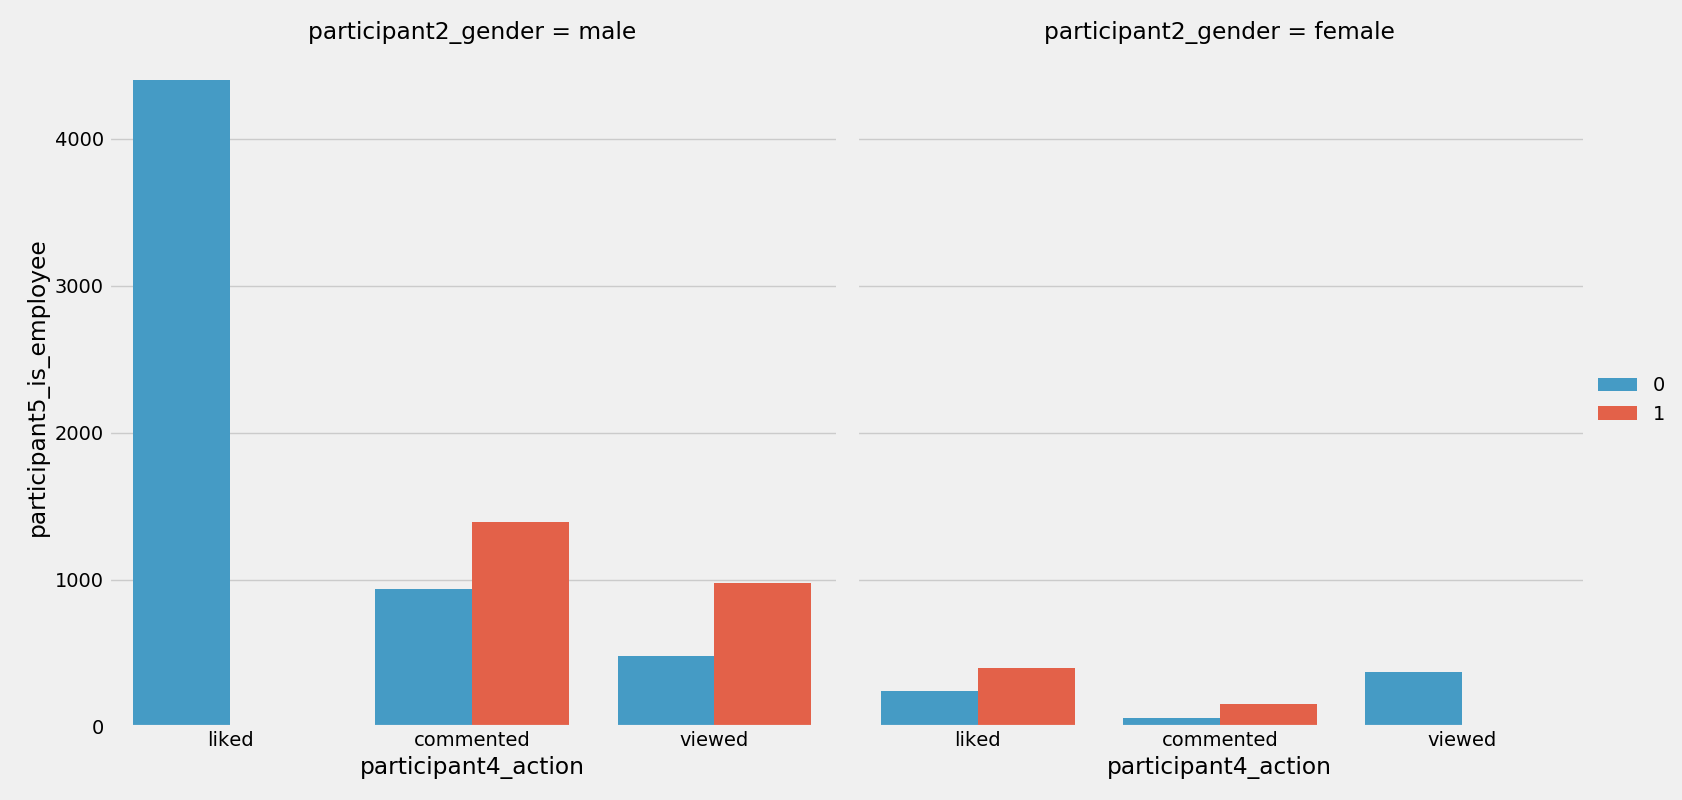 participant2_gender = male
participant2_gender = female
participant5_is_employee
4000
3000
2000
1000
0
liked
commented
viewed
participant4_action
liked
commented
viewed
participant4_action
0
1